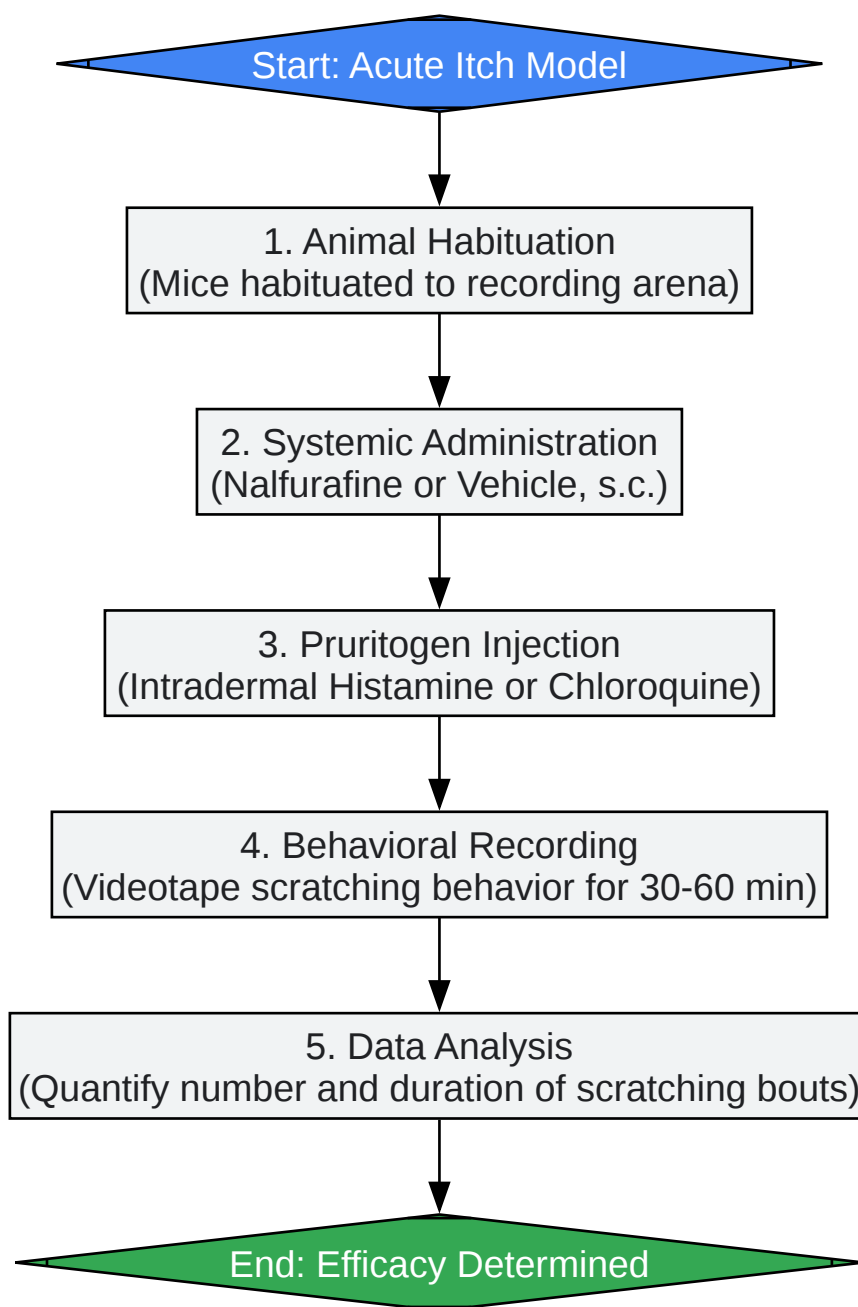 Start: Acute Itch Model
1. Animal Habituation
(Mice habituated to recording arena)
2. Systemic Administration
(Nalfurafine or Vehicle, s.c.)
3. Pruritogen Injection
(Intradermal Histamine or Chloroquine)
4. Behavioral Recording
(Videotape scratching behavior for 30-60 min)
5. Data Analysis
(Quantify number and duration of scratching bouts)
End: Efficacy Determined